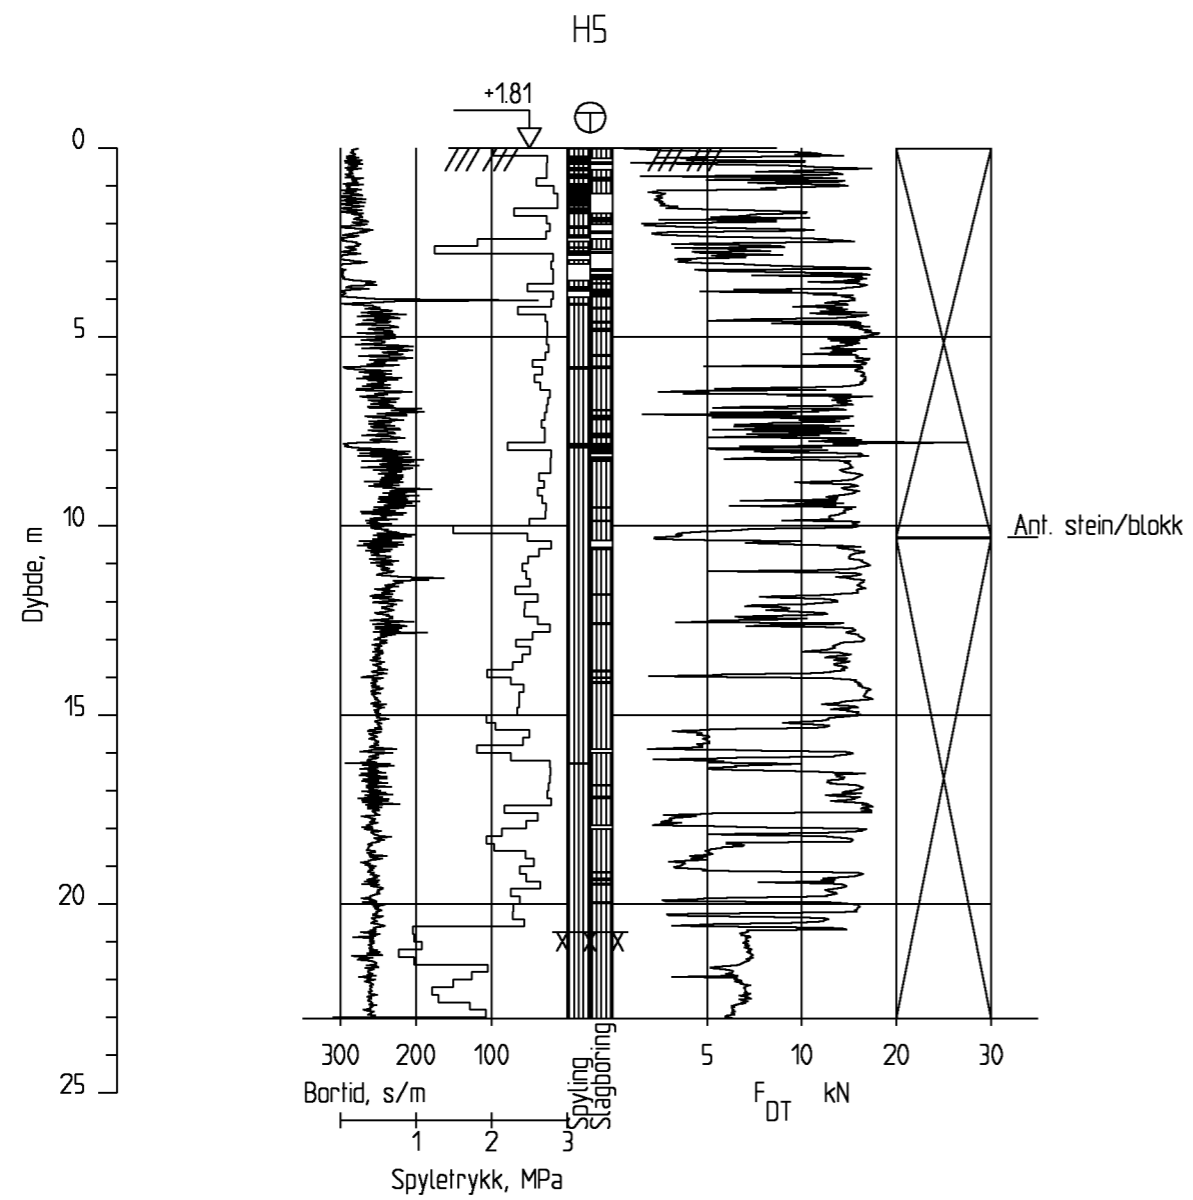 H5
+1.81
0
5
10
15
20
25
Dybde, m
Ant. stein/blokk
300 200 100
5 10 20 30
Bortid, s/m
Spyling
Slagboring
F DT kN
1 2 3
Spyletrykk, MPa